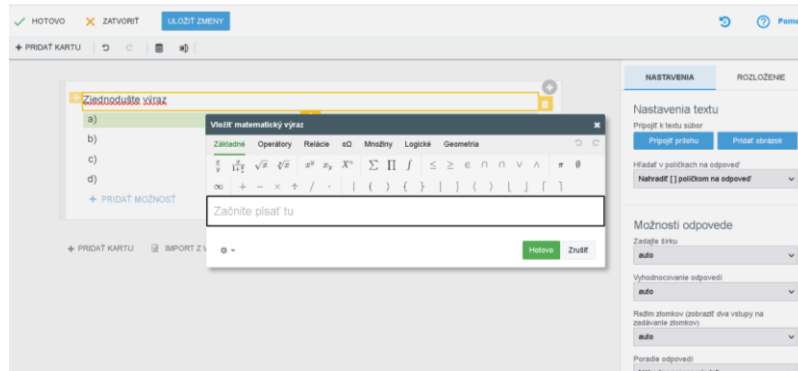 HOTOVO ZATVORIŤ ULOŽIŤ ZMENY
+ PRIDAŤ KARTU
Zjednodušte výraz
a)
b)
c)
d)
+ PRIDAŤ MOŽNOSŤ
+ PRIDAŤ KARTU IMPORT Z
Vložiť matematický výraz
Základné Operátory Relácie αΩ Množiny Logické Geometria
√x x^y x_y ∑ ∏ ∫ ≤ ≥ ∈ ∩ ∩ ∨ ∧ π
∞ + − × ÷ / · | ( ) { } [ ] ⟨ ⟩ ⌊ ⌋ ⌈ ⌉
Začnite písať tu
Hotovo Zrušiť
NASTAVENIA ROZLOŽENIE
Nastavenia textu
Pripojiť k textu súbor
Pripojiť prílohu Pridať obrázok
Hľadať v políčkach na odpoveď
Nahradiť [ ] políčkom na odpoveď
Možnosti odpovede
Zadajte šírku
auto
Vyhodnocovanie odpovedí
auto
Režim zlomkov (zobraziť dva vstupy na
zadávanie zlomkov)
auto
Poradie odpovedí